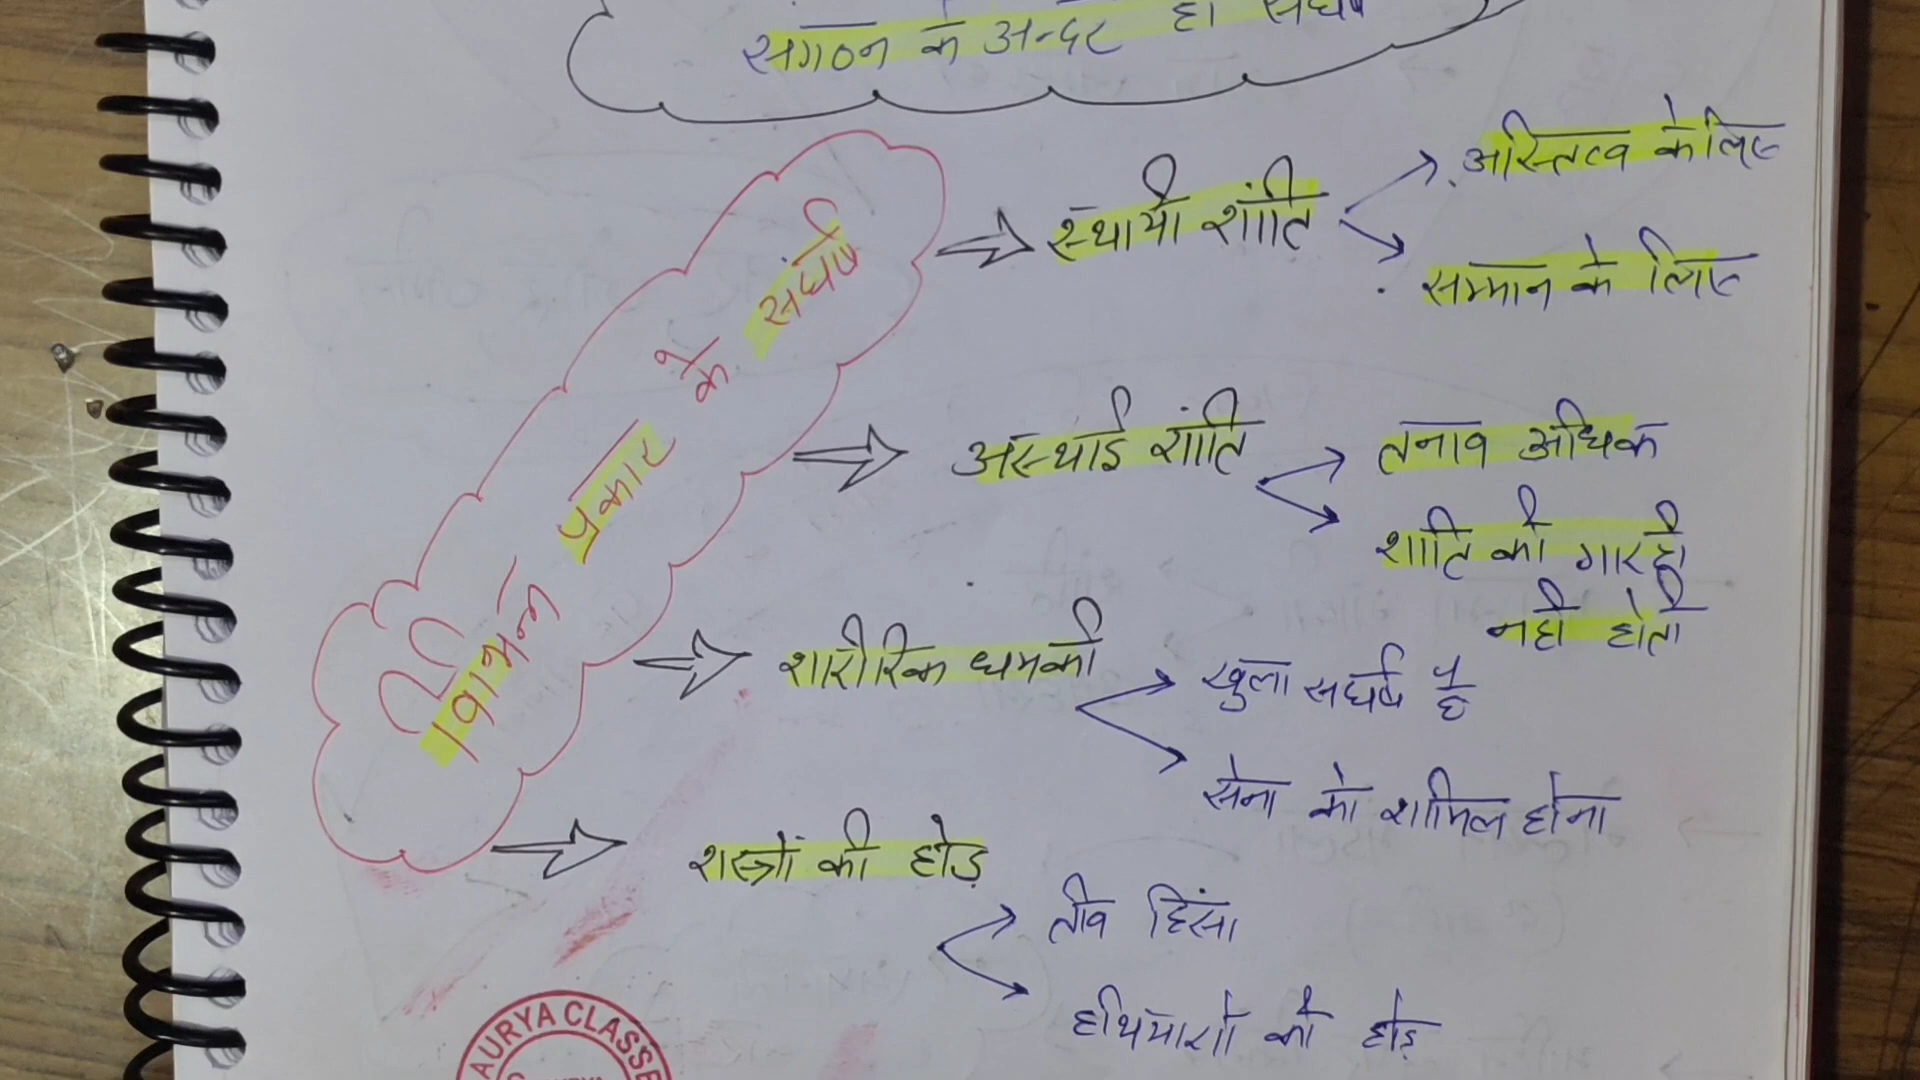 संगठन के अन्दर ही संघर्ष
विभिन्न प्रकार के संघर्ष
स्थायी शांति
अस्तित्व के लिए
सम्मान के लिए
अस्थाई शांति
तनाव अधिक
शांति की गारंटी
नही होती
शारीरिक धमकी
खुला संघर्ष
सेना को शामिल होना
शस्त्रों की होड़
तीव्र हिंसा
हथियारों की होड़
AURYA CLASSE